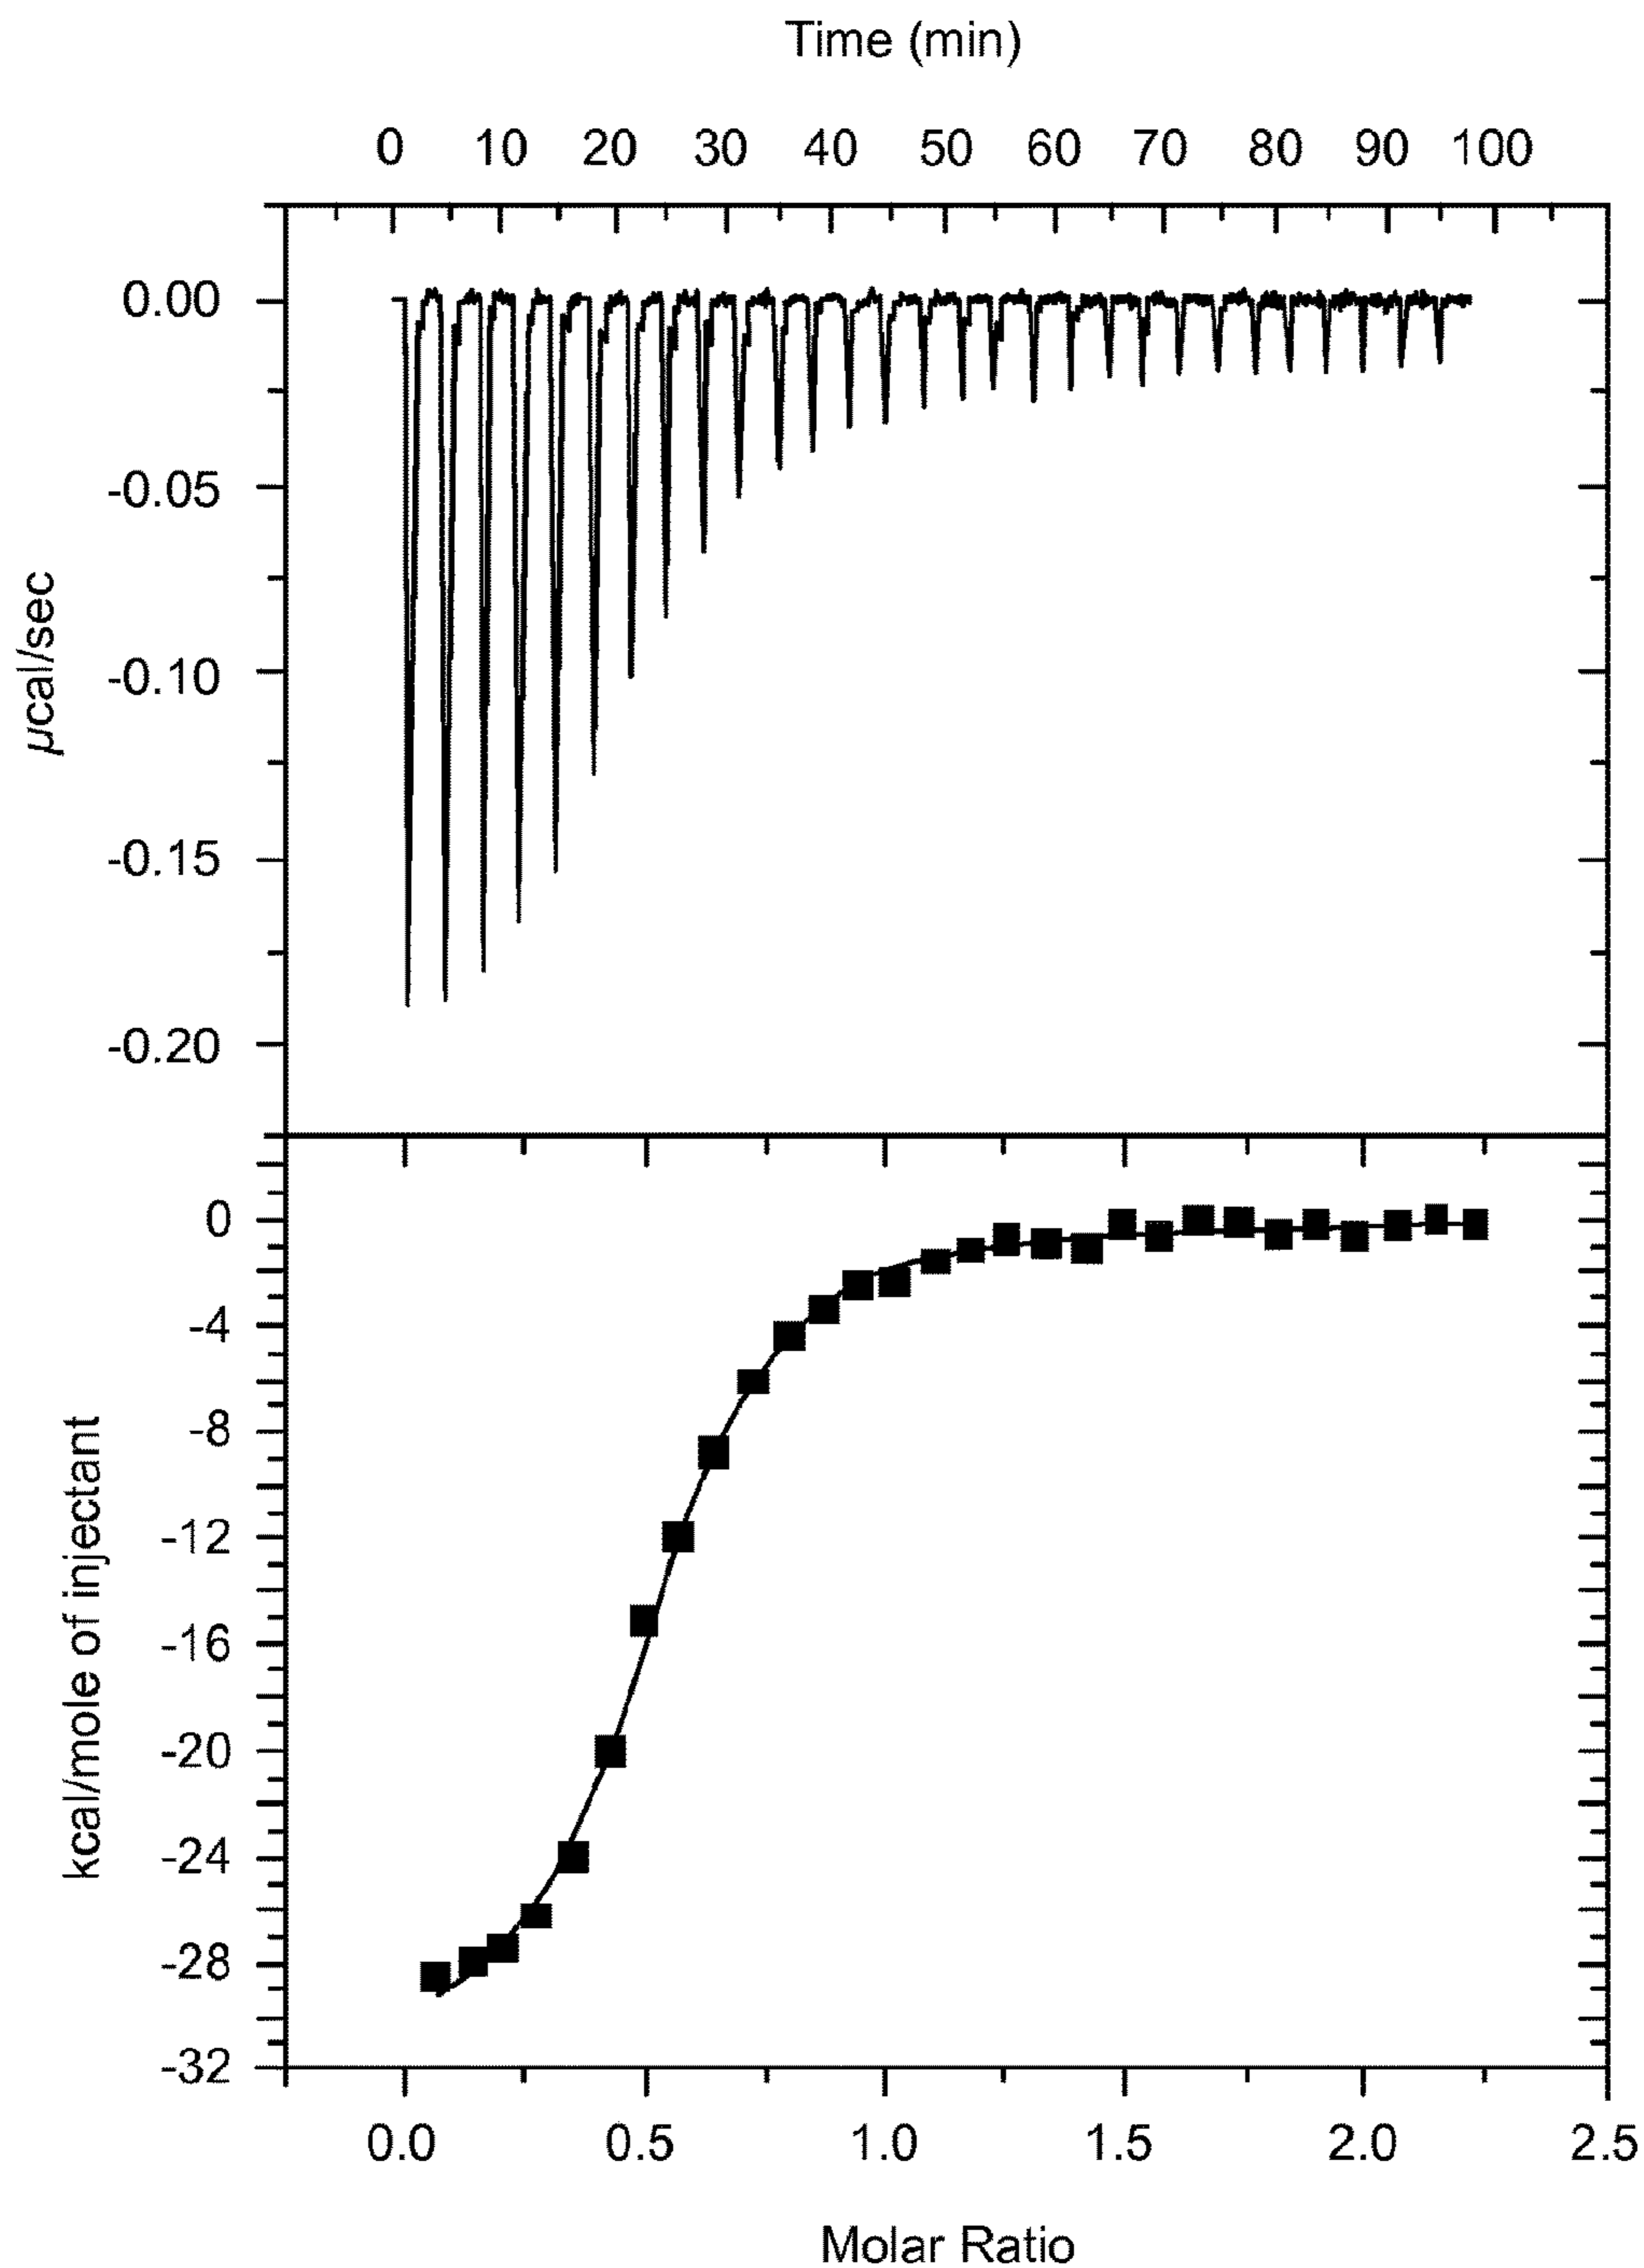 Time (min)
0 10 20 30 40 50 60 70 80 90 100
0.00
-0.05
-0.10
-0.15
-0.20
µcal/sec
0
-4
-8
-12
-16
-20
-24
-28
-32
kcal/mole of injectant
0.0 0.5 1.0 1.5 2.0 2.5
Molar Ratio